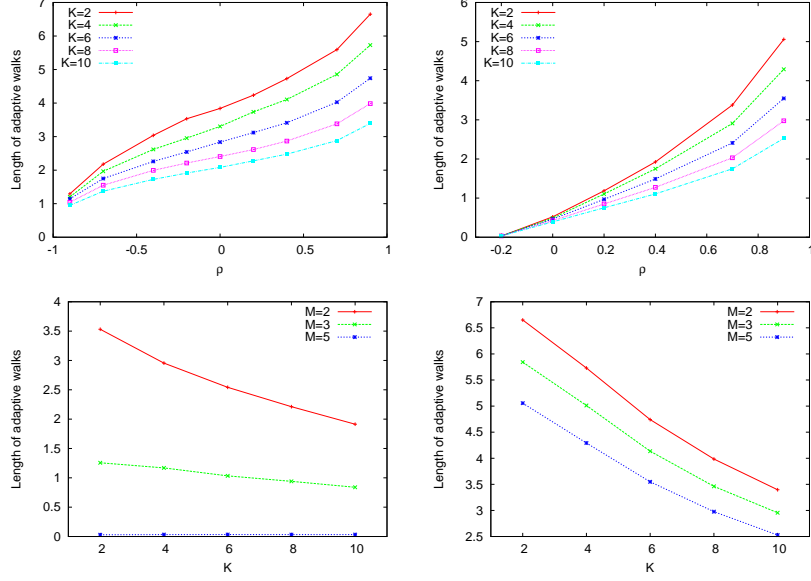 7
6
5
4
3
2
1
0
-1
-0.5
0
0.5
1
Length of adaptive walks
ρ
K=2
K=4
K=6
K=8
K=10
6
5
4
3
2
1
0
-0.2
0
0.2
0.4
0.6
0.8
1
Length of adaptive walks
ρ
K=2
K=4
K=6
K=8
K=10
4
3.5
3
2.5
2
1.5
1
0.5
0
2
4
6
8
10
Length of adaptive walks
K
M=2
M=3
M=5
7
6.5
6
5.5
5
4.5
4
3.5
3
2.5
2
4
6
8
10
Length of adaptive walks
K
M=2
M=3
M=5